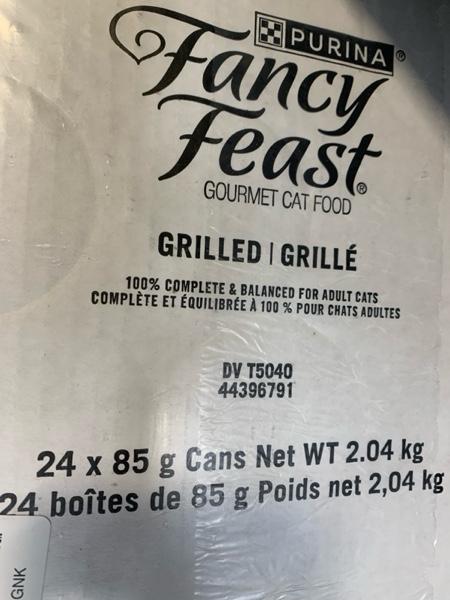 PURINA®
Fancy
Feast®
GOURMET CAT FOOD
GRILLED | GRILLÉ
100% COMPLETE & BALANCED FOR ADULT CATS
COMPLÈTE ET ÉQUILIBRÉE À 100 % POUR CHATS ADULTES
DV T5040
44396791
24 x 85 g Cans Net WT 2.04 kg
24 boîtes de 85 g Poids net 2,04 kg
GNK